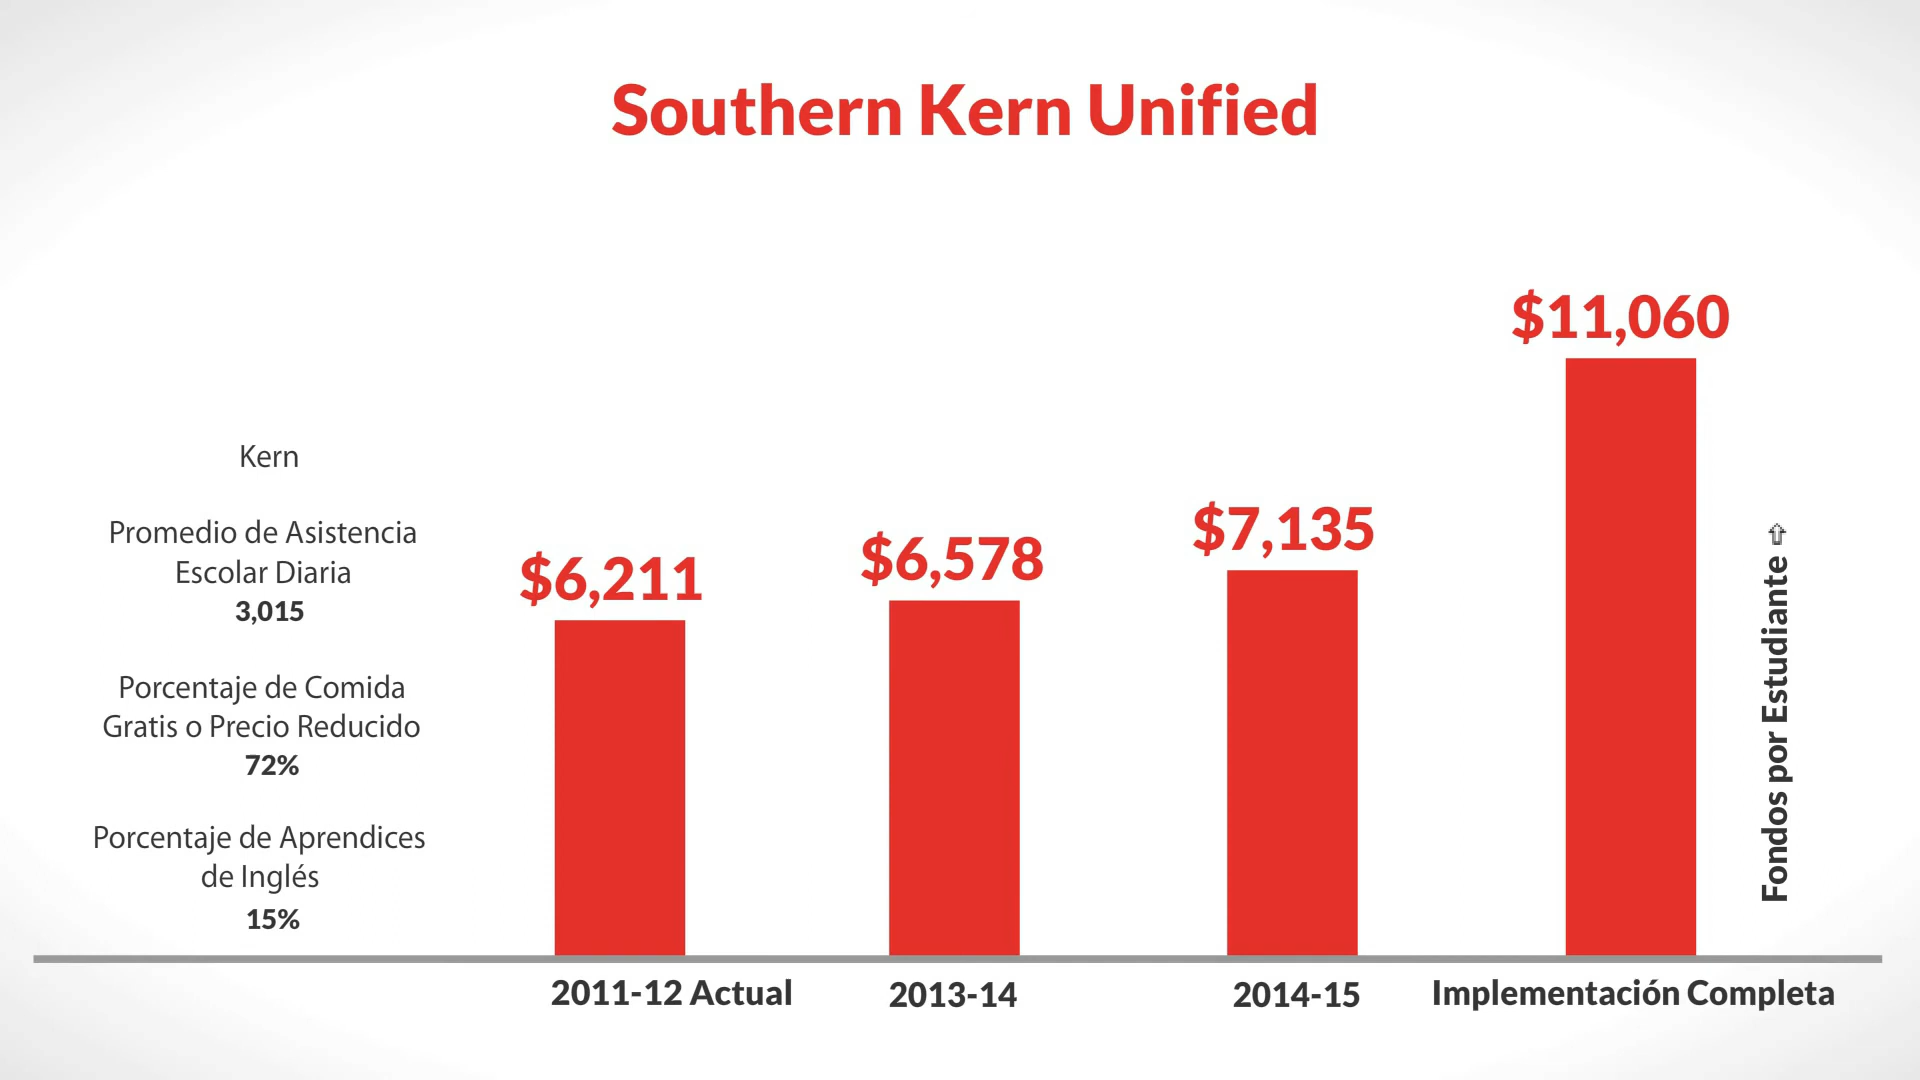 Southern Kern Unified
Kern
Promedio de Asistencia
Escolar Diaria
3,015
Porcentaje de Comida
Gratis o Precio Reducido
72%
Porcentaje de Aprendices
de Inglés
15%
$6,211
$6,578
$7,135
$11,060
Fondos por Estudiante ⇧
2011-12 Actual
2013-14
2014-15
Implementación Completa